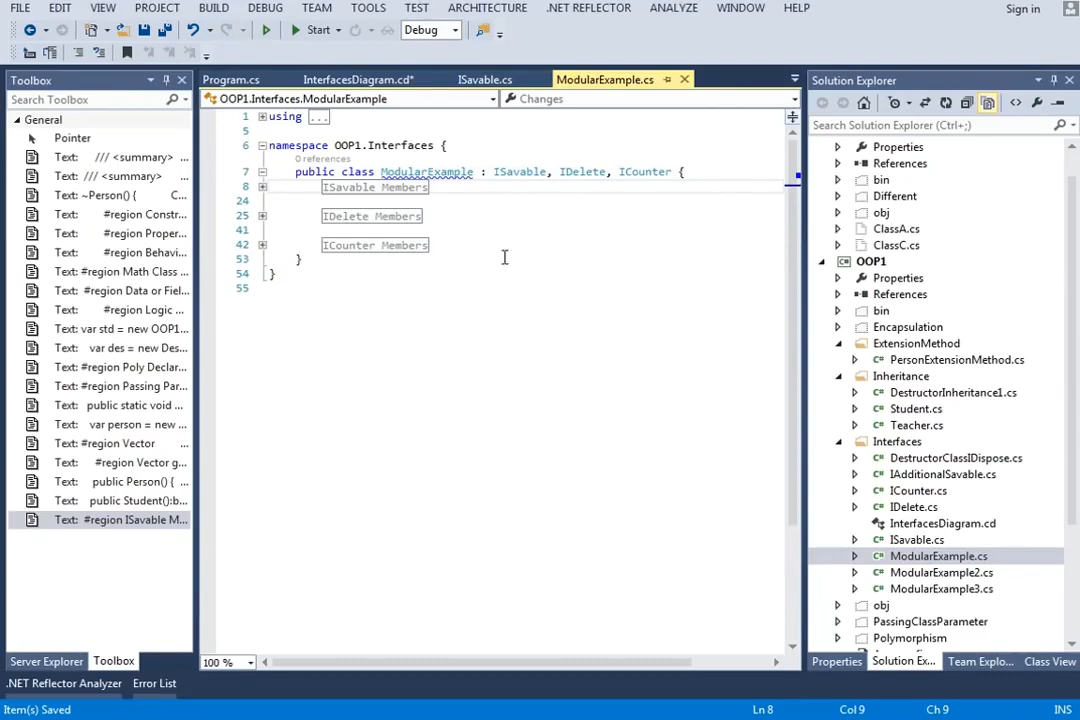 FILE EDIT VIEW PROJECT BUILD DEBUG TEAM TOOLS TEST ARCHITECTURE .NET REFLECTOR ANALYZE WINDOW HELP Sign in
Start Debug
Toolbox
Search Toolbox
General
Pointer
Text: /// <summary> ...
Text: /// <summary> ...
Text: ~Person() { C...
Text: #region Constr...
Text: #region Proper...
Text: #region Behavi...
Text: #region Math Class ...
Text: #region Data or Fiel...
Text: #region Logic ...
Text: var std = new OOP1...
Text: var des = new Des...
Text: #region Poly Declar...
Text: #region Passing Par...
Text: public static void ...
Text: var person = new ...
Text: #region Vector ...
Text: #region Vector g...
Text: public Person() { ...
Text: public Student():b...
Text: #region ISavable M...
Server Explorer Toolbox
Program.cs InterfacesDiagram.cd* ISavable.cs ModularExample.cs
OOP1.Interfaces.ModularExample Changes
1 using ...
5
6 namespace OOP1.Interfaces {
0 references
7 public class ModularExample : ISavable, IDelete, ICounter {
8 ISavable Members
24
25 IDelete Members
41
42 ICounter Members
53 }
54 }
55
100 %
Solution Explorer
Search Solution Explorer (Ctrl+;)
Properties
References
bin
Different
obj
ClassA.cs
ClassC.cs
OOP1
Properties
References
bin
Encapsulation
ExtensionMethod
PersonExtensionMethod.cs
Inheritance
DestructorInheritance1.cs
Student.cs
Teacher.cs
Interfaces
DestructorClassIDispose.cs
IAdditionalSavable.cs
ICounter.cs
IDelete.cs
InterfacesDiagram.cd
ISavable.cs
ModularExample.cs
ModularExample2.cs
ModularExample3.cs
obj
PassingClassParameter
Polymorphism
Properties Solution Ex... Team Explo... Class View
.NET Reflector Analyzer Error List
Item(s) Saved Ln 8 Col 9 Ch 9 INS